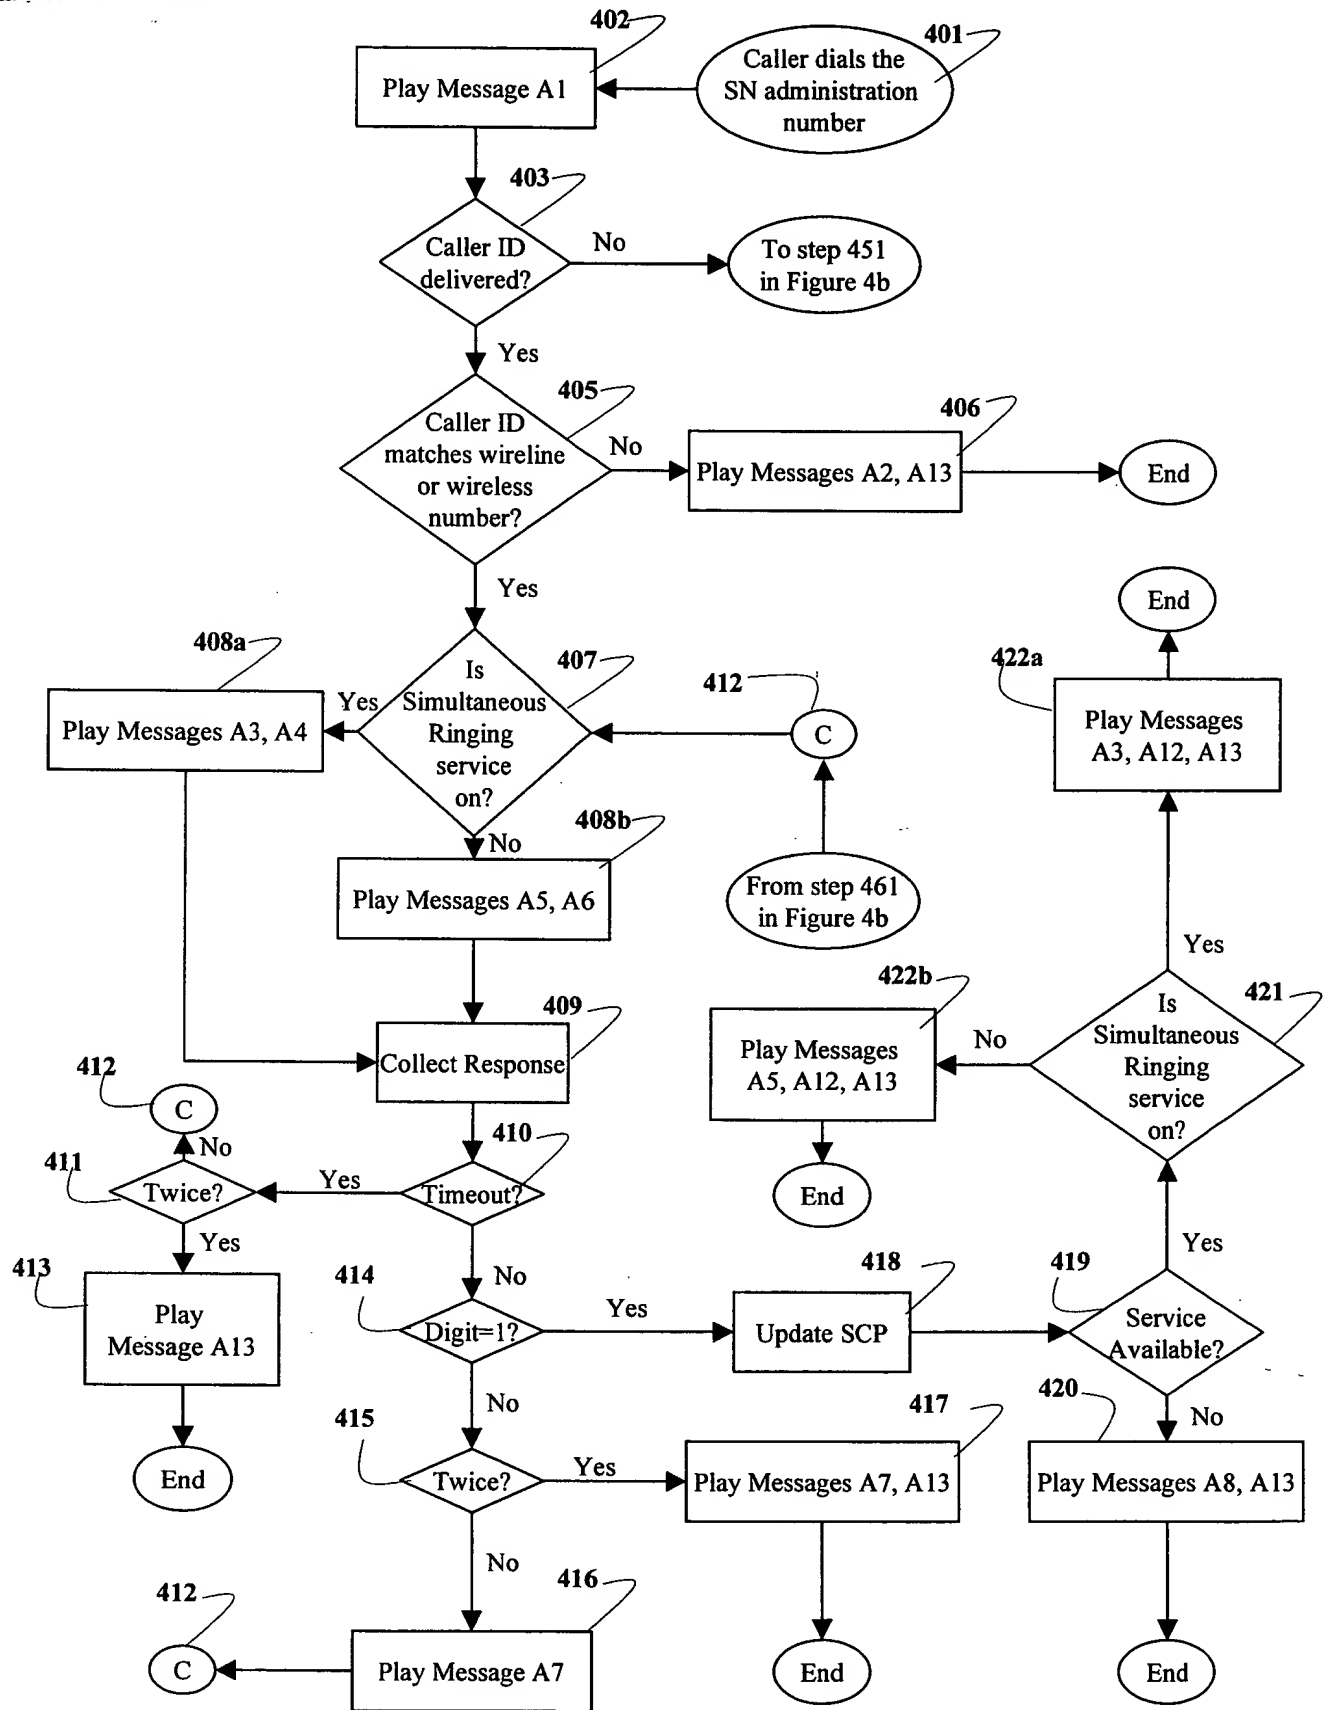 402
401
Play Message A1
Caller dials the
SN administration
number
403
Caller ID
delivered?
No
To step 451
in Figure 4b
Yes
405
406
Caller ID
matches wireline
or wireless
number?
No
Play Messages A2, A13
End
Yes
End
408a
407
412
422a
Play Messages A3, A4
Yes
Is
Simultaneous
Ringing
service
on?
C
Play Messages
A3, A12, A13
408b
No
Play Messages A5, A6
From step 461
in Figure 4b
Yes
422b
421
409
Play Messages
A5, A12, A13
No
Is
Simultaneous
Ringing
service
on?
Collect Response
412
C
410
No
411
Twice?
Yes
Timeout?
End
Yes
Yes
413
414
No
418
419
Play
Message A13
Digit=1?
Yes
Update SCP
Service
Available?
420
No
417
415
No
End
Twice?
Yes
Play Messages A7, A13
Play Messages A8, A13
No
416
412
C
Play Message A7
End
End